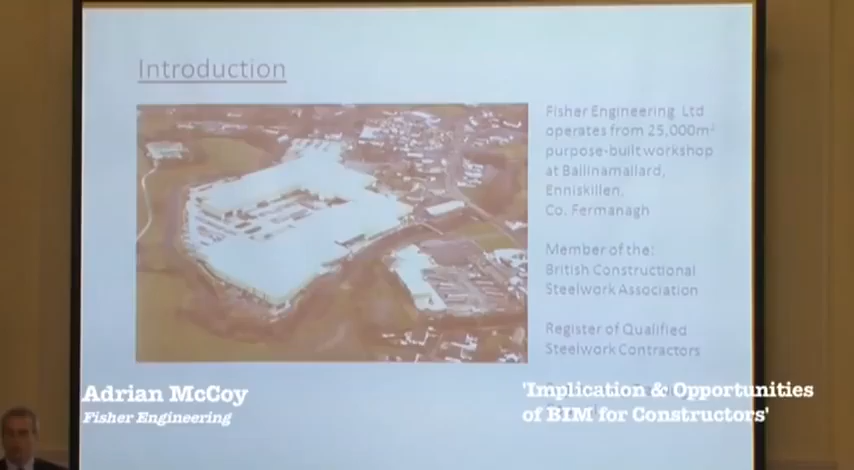 Introduction
Fisher Engineering Ltd
operates from 25,000m²
purpose-built workshop
at Ballinamallard,
Enniskillen.
Co. Fermanagh
Member of the:
British Constructional
Steelwork Association
Register of Qualified
Steelwork Contractors
Adrian McCoy
Fisher Engineering
'Implication & Opportunities
of BIM for Constructors'